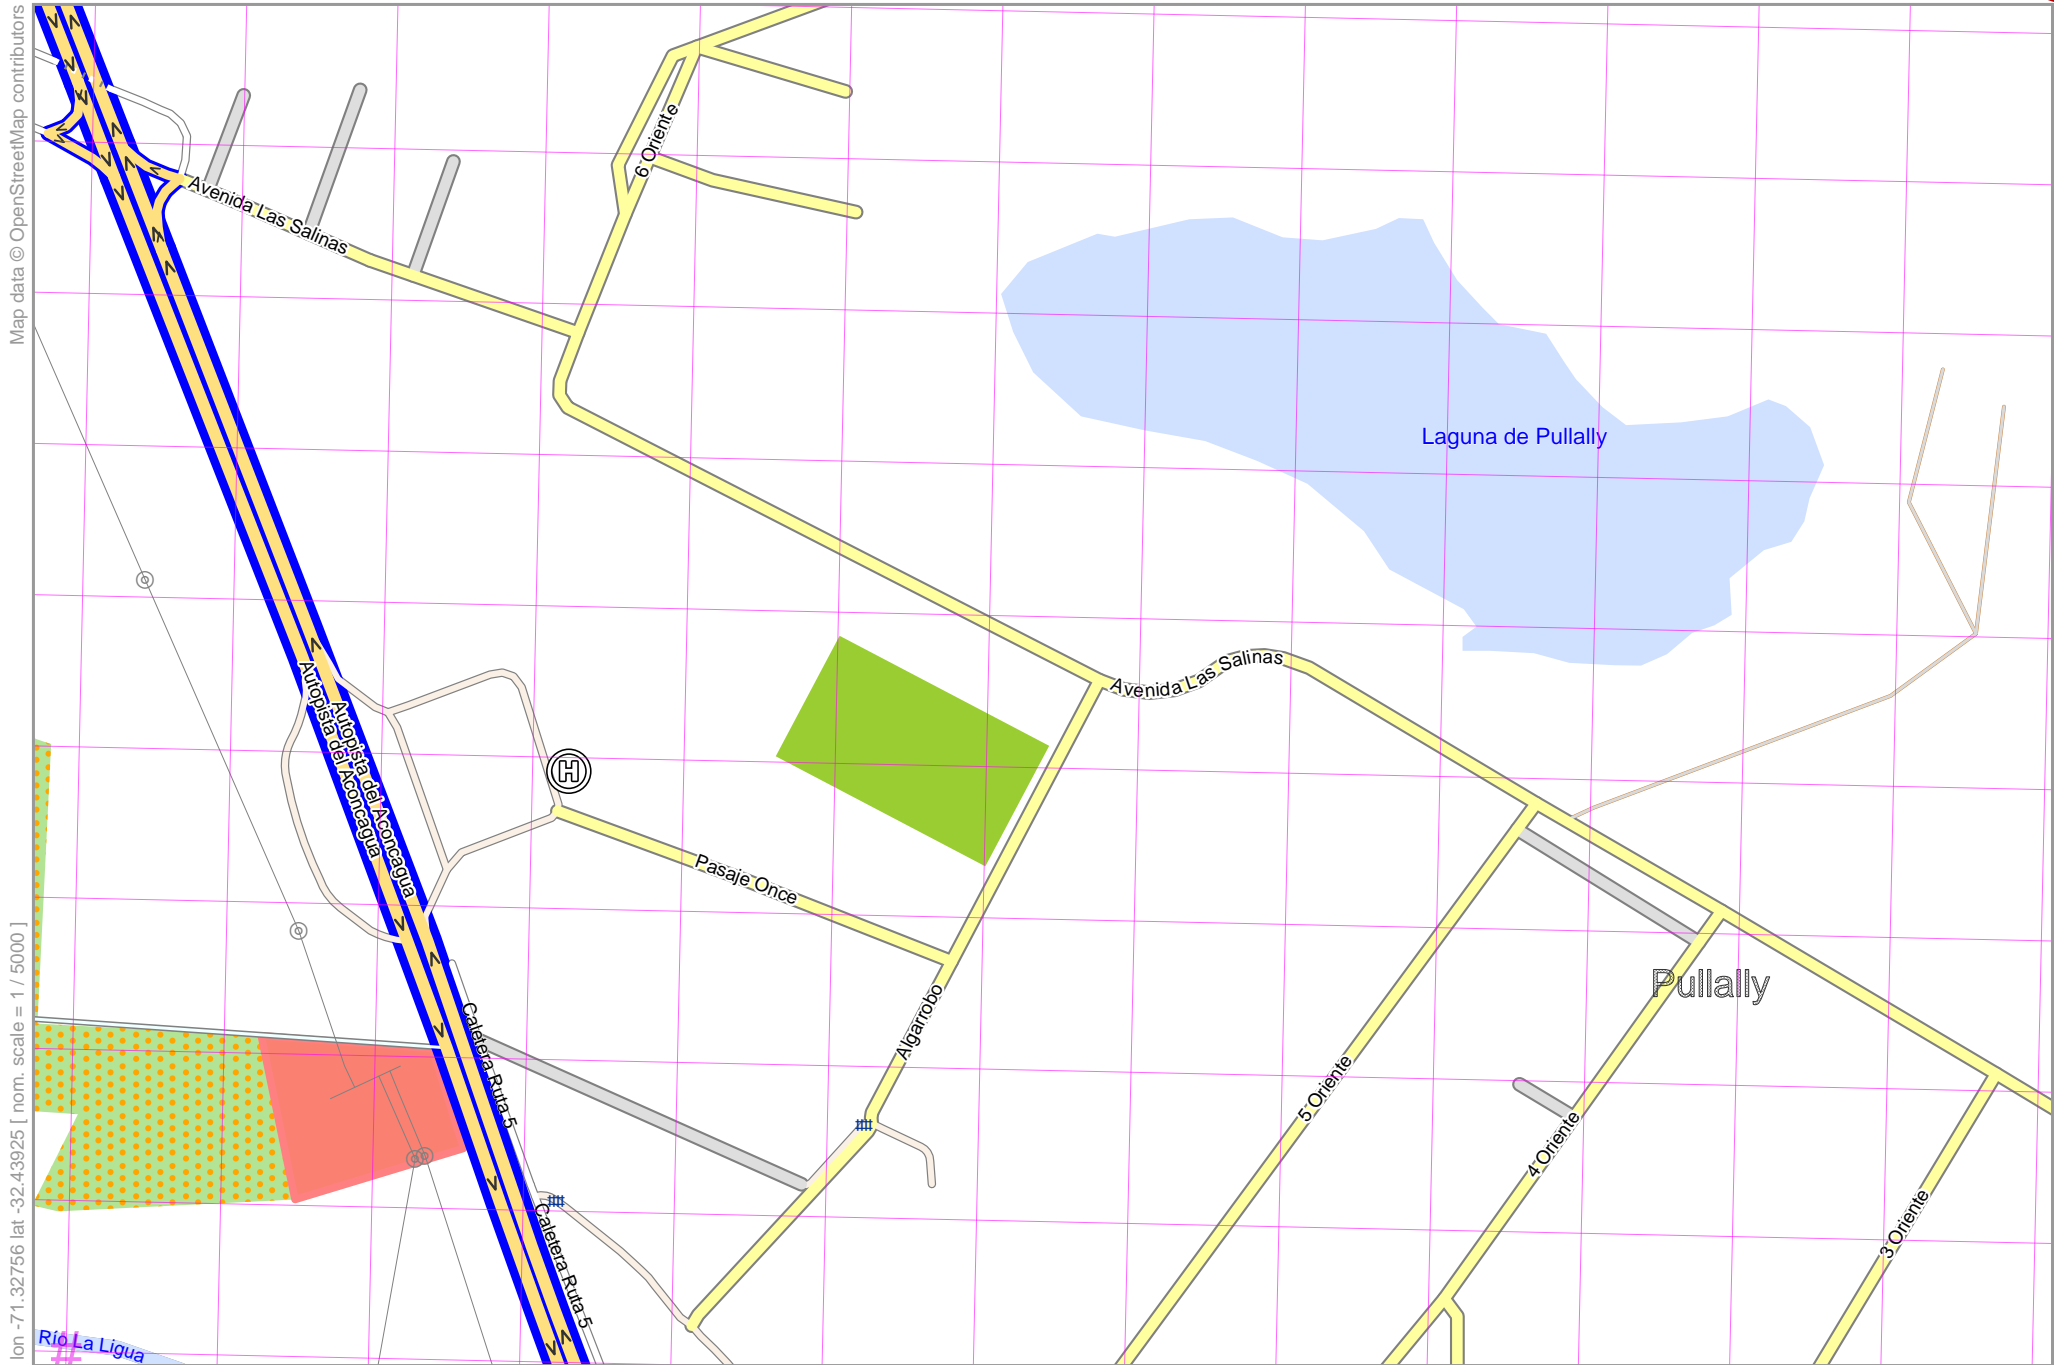 Map data © OpenStreetMap contributors
lon -71.32756 lat -32.43925 [ nom. scale = 1 / 5000 ]
6 Oriente
Avenida Las Salinas
Laguna de Pullally
Avenida Las Salinas
Autopista del Aconcagua
Autopista del Aconcagua
H
Pasaje Once
Pullally
Algarrobo
Caletera Ruta 5
5 Oriente
4 Oriente
3 Oriente
Caletera Ruta 5
Río La Ligua